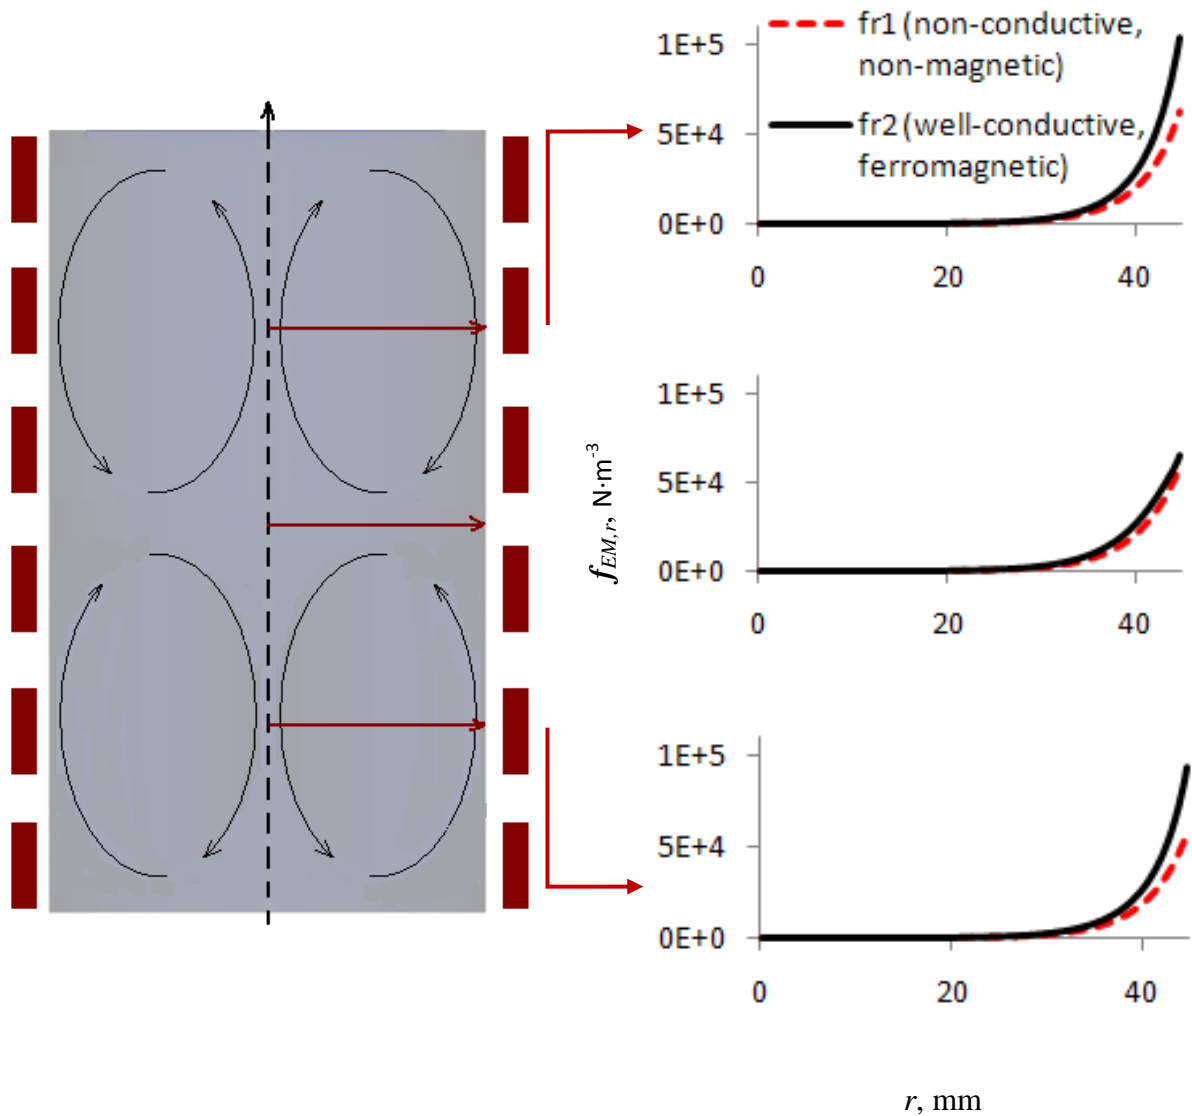 1E+5
5E+4
0E+0
0
20
40
fr1 (non-conductive,
non-magnetic)
fr2 (well-conductive,
ferromagnetic)
f_EM,r, N·m⁻³
1E+5
5E+4
0E+0
0
20
40
1E+5
5E+4
0E+0
0
20
40
r, mm